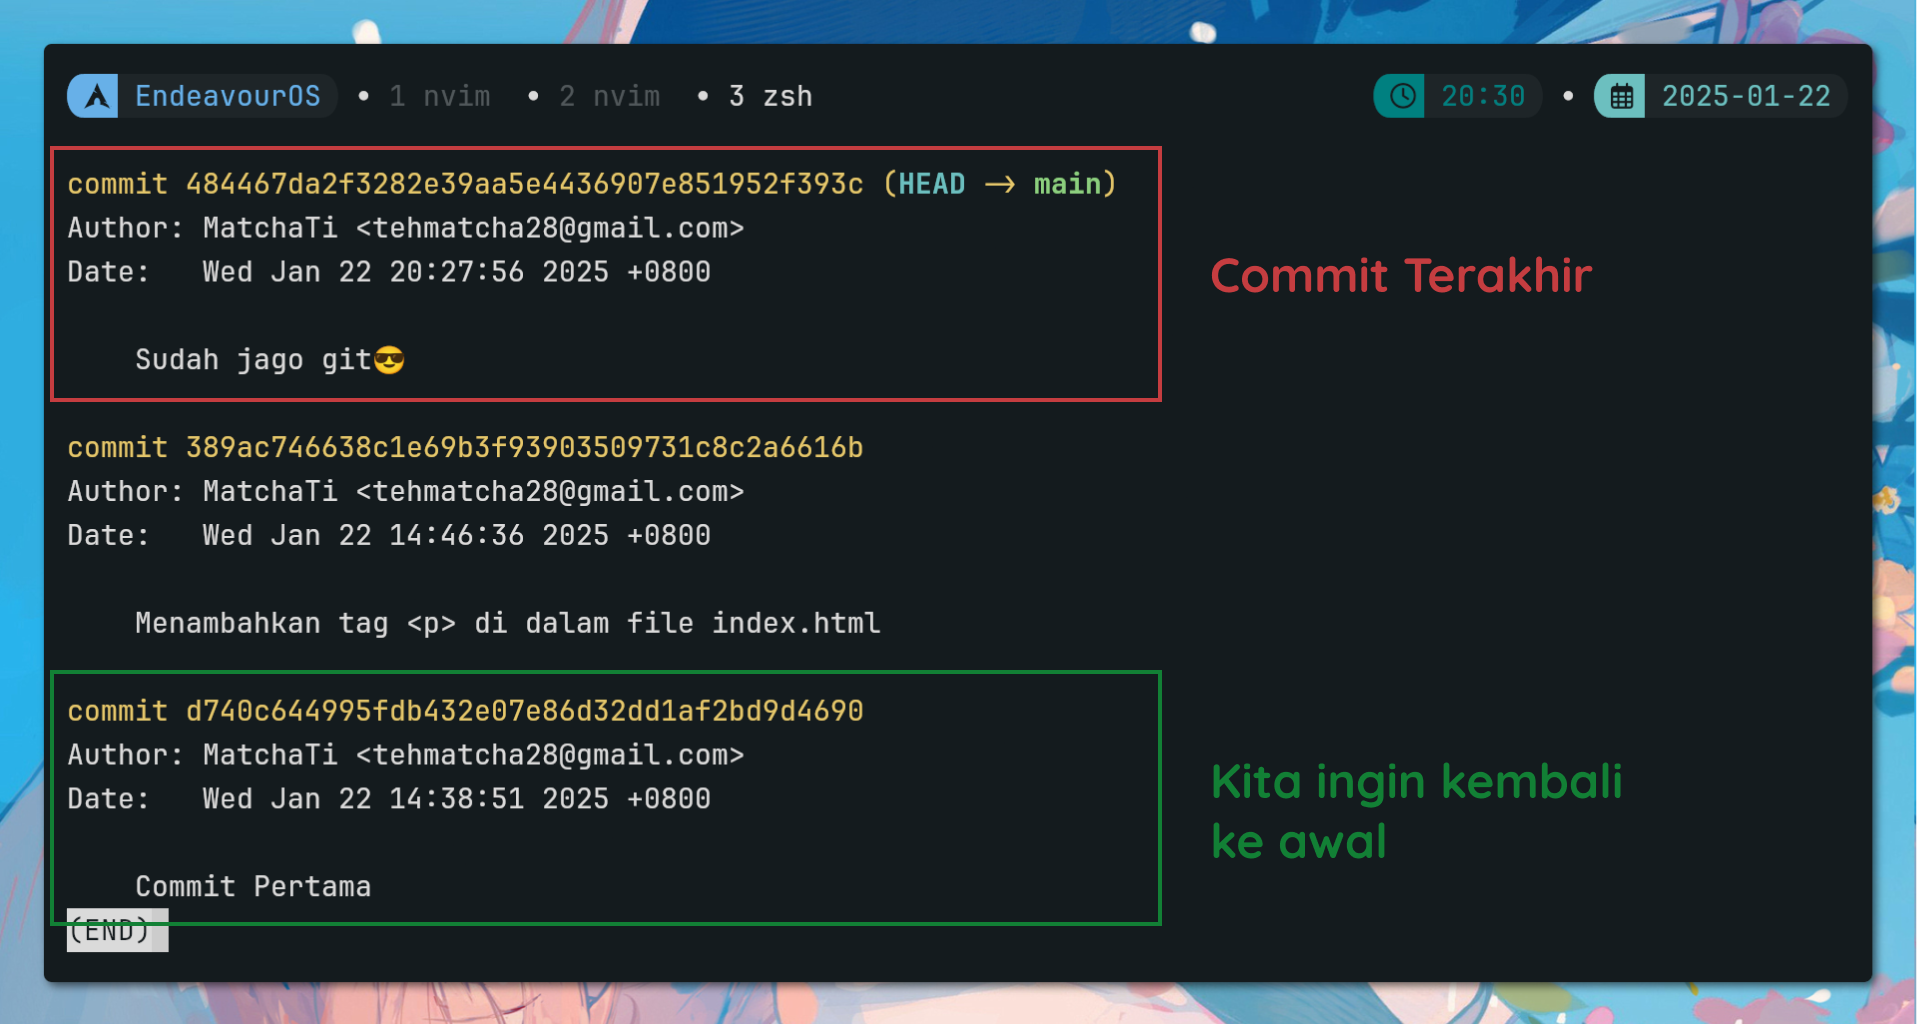 EndeavourOS • 1 nvim • 2 nvim • 3 zsh 20:30 • 2025-01-22
commit 484467da2f3282e39aa5e4436907e851952f393c (HEAD → main)
Author: MatchaTi <tehmatcha28@gmail.com>
Date:   Wed Jan 22 20:27:56 2025 +0800
Commit Terakhir
Sudah jago git😎
commit 389ac746638c1e69b3f93903509731c8c2a6616b
Author: MatchaTi <tehmatcha28@gmail.com>
Date:   Wed Jan 22 14:46:36 2025 +0800
Menambahkan tag <p> di dalam file index.html
commit d740c644995fdb432e07e86d32dd1af2bd9d4690
Author: MatchaTi <tehmatcha28@gmail.com>
Date:   Wed Jan 22 14:38:51 2025 +0800
Kita ingin kembali
ke awal
Commit Pertama
(END)